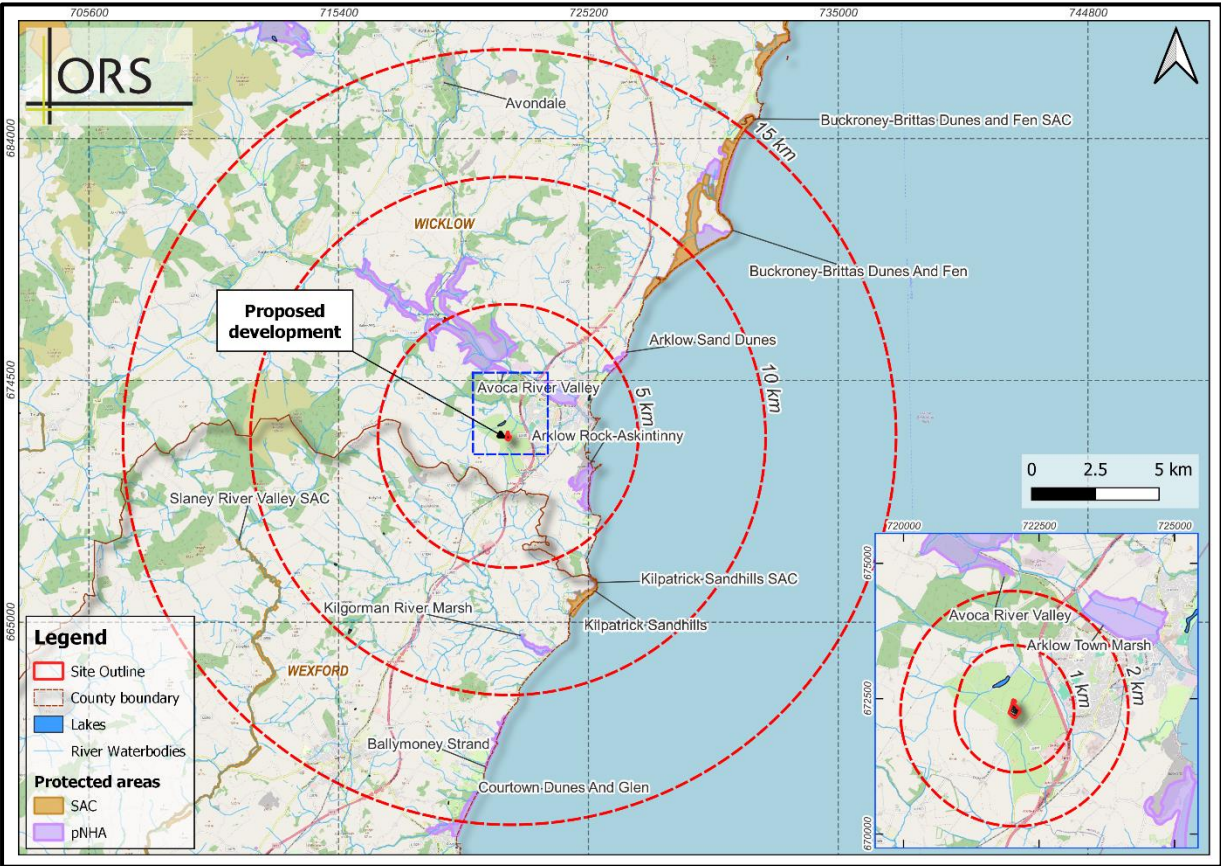 705600
715400
725200
735000
744800
ORS
Avondale
Buckroney-Brittas Dunes and Fen SAC
15 km
684000
WICKLOW
Buckroney-Brittas Dunes And Fen
Proposed
development
Arklow Sand Dunes
674500
Avoca River Valley
5 km
10 km
Arklow Rock-Askintinny
0 2.5 5 km
Slaney River Valley SAC
720000
722500
725000
675000
Kilpatrick Sandhills SAC
Kilgorman River Marsh
Kilpatrick Sandhills
665000
WEXFORD
Avoca River Valley
Arklow Town Marsh
1 km
2 km
672500
670000
Legend
Site Outline
County boundary
Lakes
River Waterbodies
Protected areas
SAC
pNHA
Ballymoney Strand
Courtown Dunes And Glen